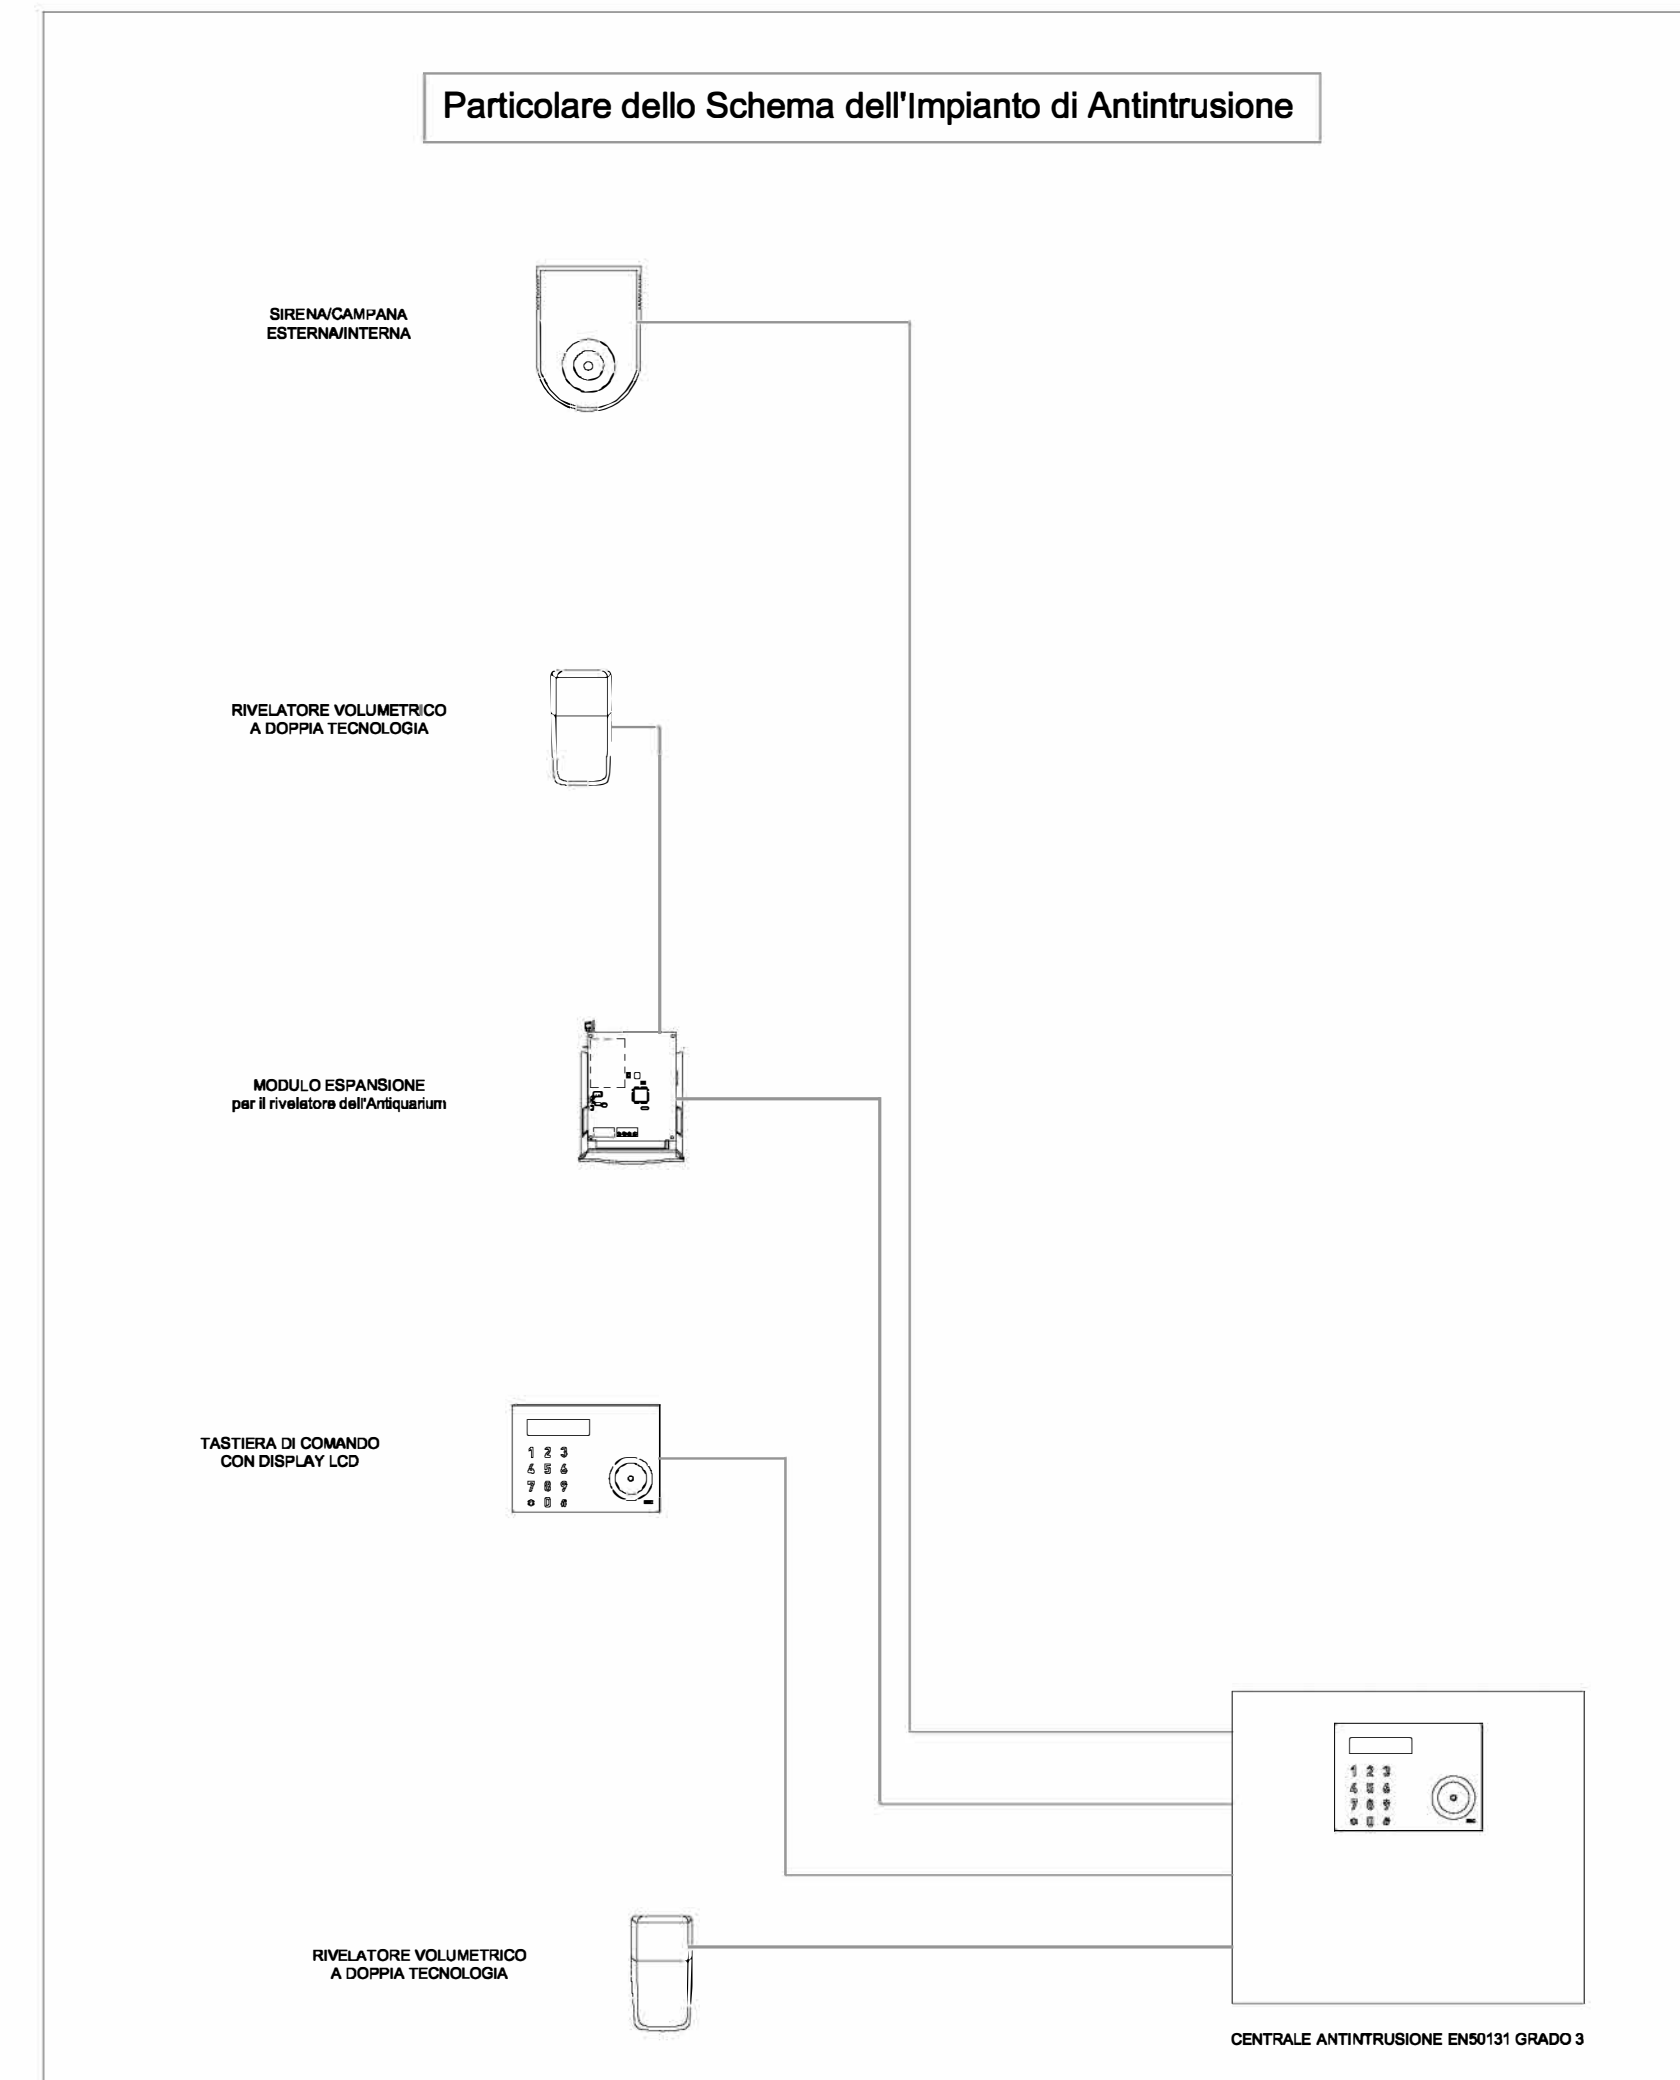 Particolare dello Schema dell'Impianto di Antintrusione
SIRENA/CAMPANA
ESTERNA/INTERNA
RIVELATORE VOLUMETRICO
A DOPPIA TECNOLOGIA
MODULO ESPANSIONE
per il rivelatore dell'Antiquarium
TASTIERA DI COMANDO
CON DISPLAY LCD
1 2 3
4 5 6
7 8 9
* 0 #
1 2 3
4 5 6
7 8 9
* 0 #
RIVELATORE VOLUMETRICO
A DOPPIA TECNOLOGIA
CENTRALE ANTINTRUSIONE EN50131 GRADO 3